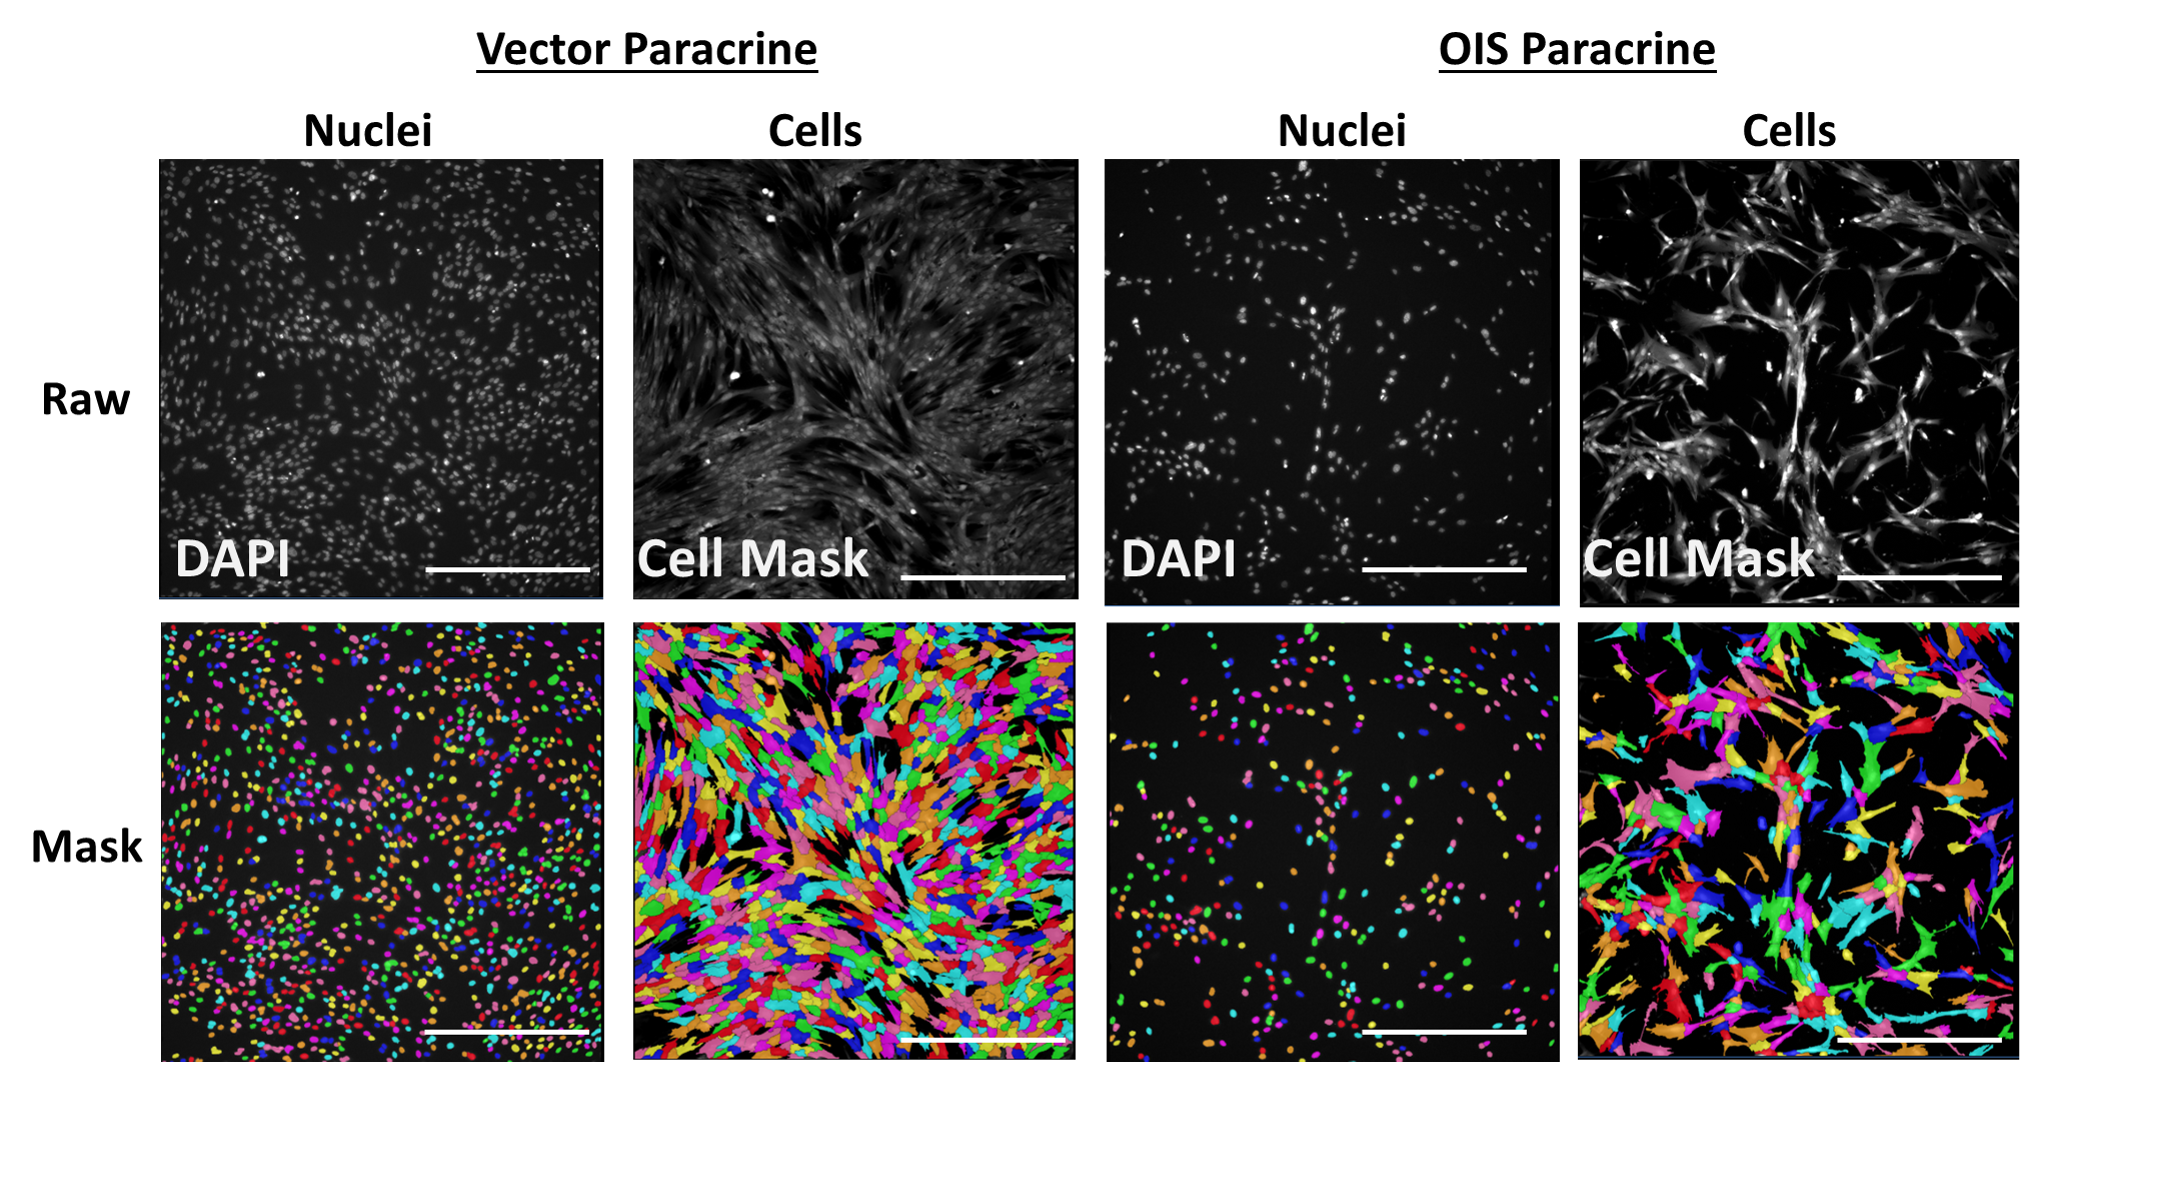 Vector Paracrine
OIS Paracrine
Nuclei
Cells
Nuclei
Cells
Raw
DAPI
Cell Mask
DAPI
Cell Mask
Mask